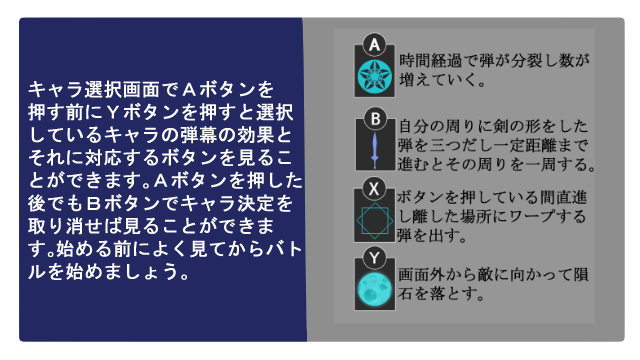 キャラ選択画面でＡボタンを
押す前にＹボタンを押すと選択
しているキャラの弾幕の効果と
それに対応するボタンを見るこ
とができます。Ａボタンを押した
後でもＢボタンでキャラ決定を
取り消せば見ることができま
す。始める前によく見てからバト
ルを始めましょう。
A
時間経過で弾が分裂し数が
増えていく。
B
自分の周りに剣の形をした
弾を三つだし一定距離まで
進むとその周りを一周する。
X
ボタンを押している間直進
し離した場所にワープする
弾を出す。
Y
画面外から敵に向かって隕
石を落とす。